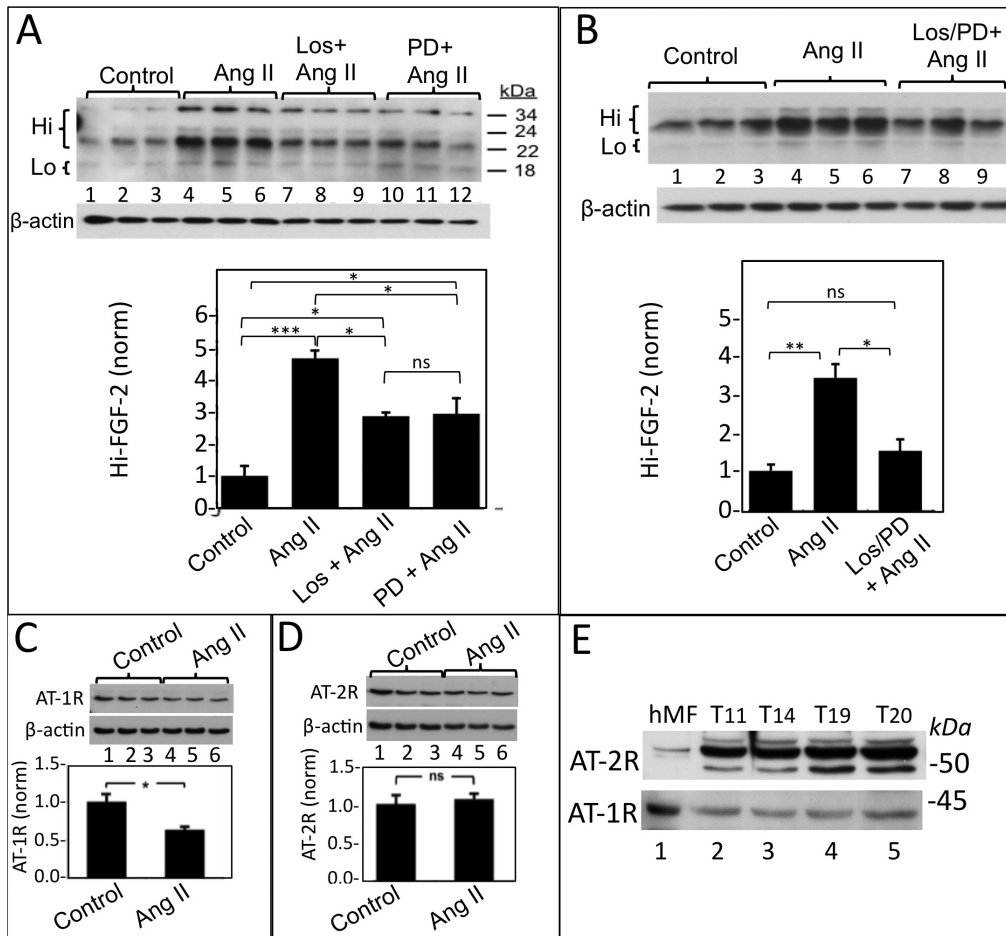 A
Control
Ang II
Los+
Ang II
PD+
Ang II
kDa
Hi
Lo
34
24
22
18
1 2 3 4 5 6 7 8 9 10 11 12
β-actin
Hi-FGF-2 (norm)
6
5
4
3
2
1
0
*
*
*
***
*
ns
Control
Ang II
Los + Ang II
PD + Ang II
B
Control
Ang II
Los/PD+
Ang II
Hi
Lo
1 2 3 4 5 6 7 8 9
β-actin
Hi-FGF-2 (norm)
5
4
3
2
1
0
ns
**
*
Control
Ang II
Los/PD
+ Ang II
C
Control
Ang II
AT-1R
β-actin
1 2 3 4 5 6
AT-1R (norm)
1.5
1.0
0.5
0.0
*
Control
Ang II
D
Control
Ang II
AT-2R
β-actin
1 2 3 4 5 6
AT-2R (norm)
1.5
1.0
0.5
0.0
ns
Control
Ang II
E
hMF T11 T14 T19 T20
kDa
AT-2R
-50
-45
AT-1R
1 2 3 4 5